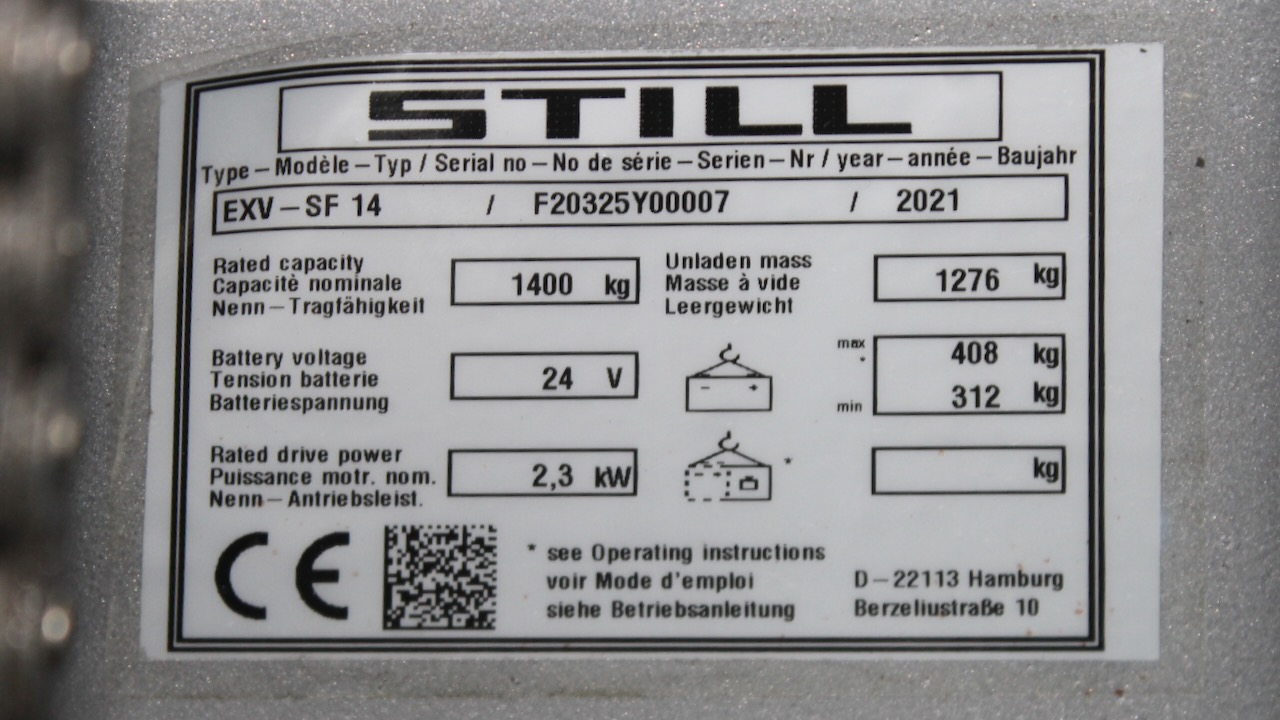 STILL
Type – Modèle – Typ / Serial no – No de série – Serien – Nr / year – année – Baujahr
EXV – SF 14 / F20325Y00007 / 2021
Rated capacity
Capacitè nominale
Nenn – Tragfähigkeit
1400 kg
Unladen mass
Masse à vide
Leergewicht
1276 kg
Battery voltage
Tension batterie
Batteriespannung
24 V
max
*
408 kg
min
312 kg
Rated drive power
Puissance motr. nom.
Nenn – Antriebsleist.
2,3 kW
*
kg
CE
* see Operating instructions
voir Mode d'emploi
siehe Betriebsanleitung
D – 22113 Hamburg
Berzeliustraße 10